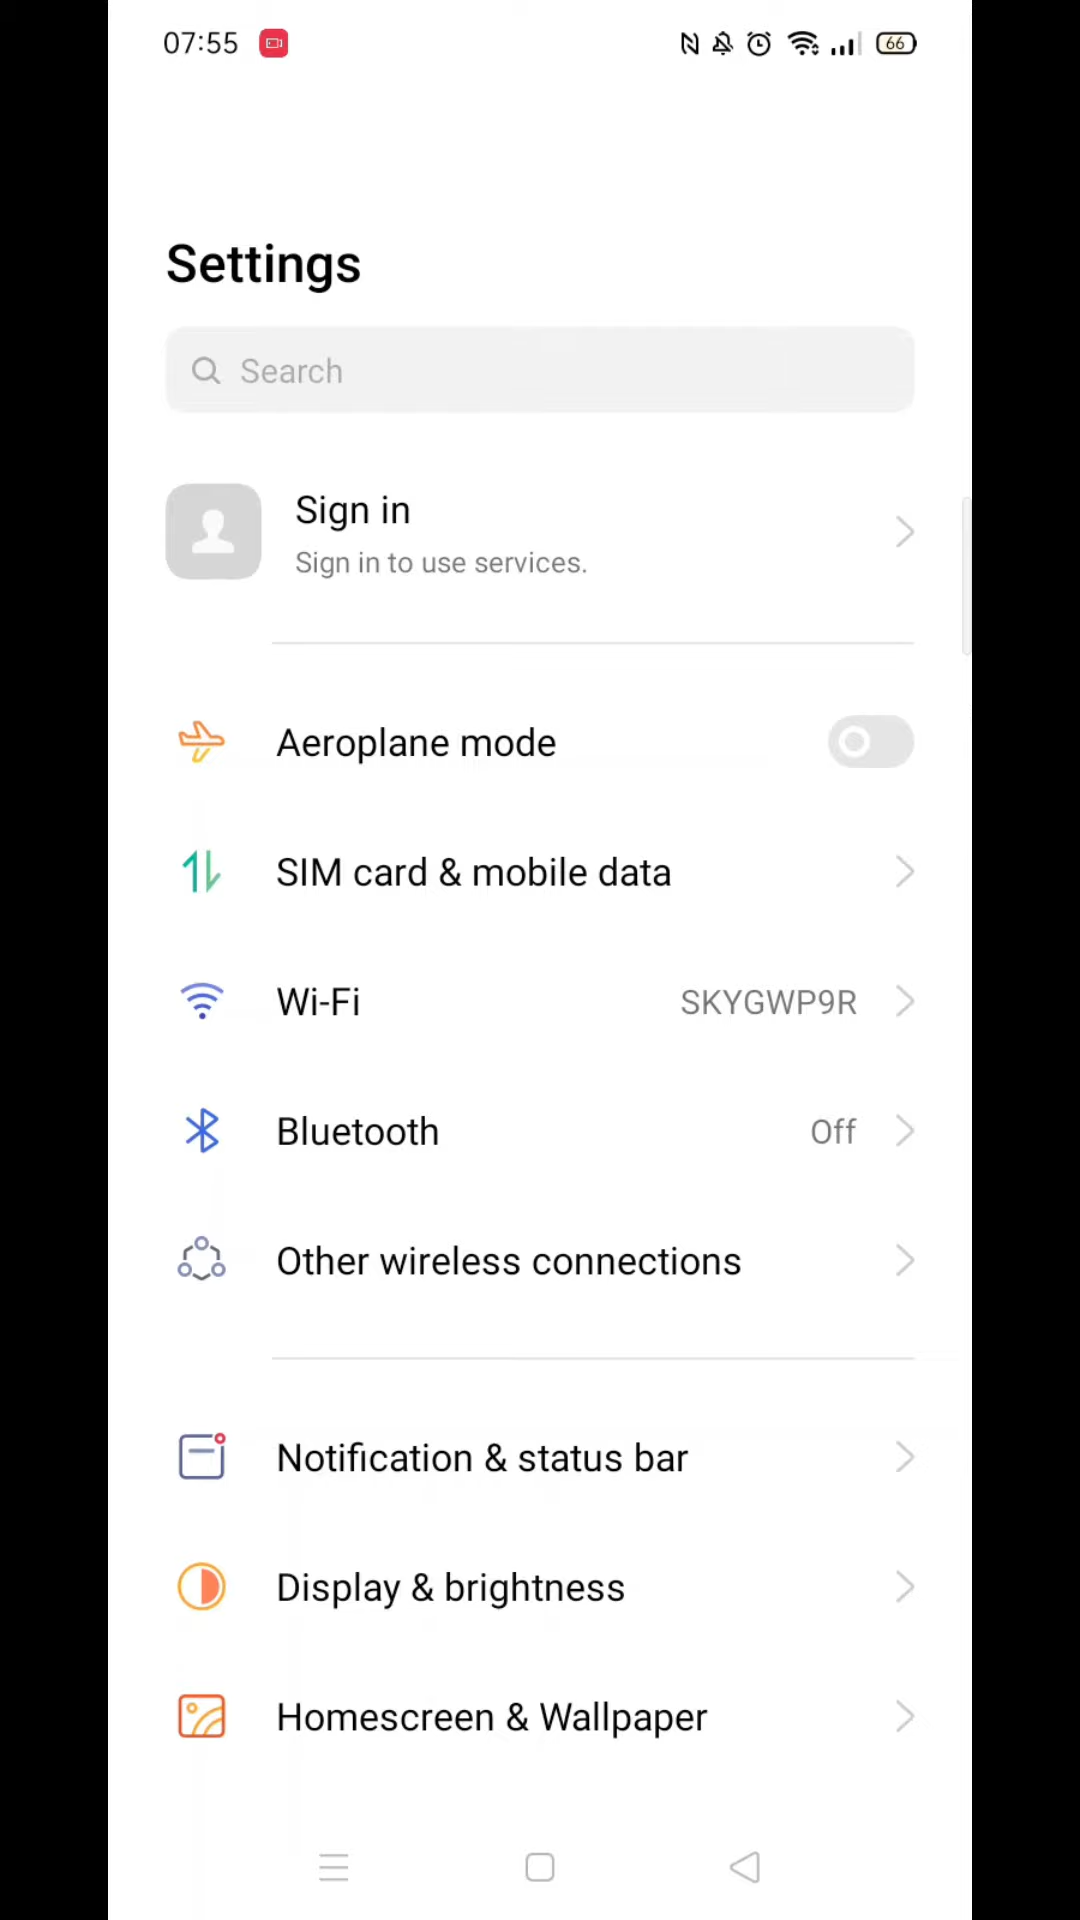 07:55
66
Settings
Search
Sign in
Sign in to use services.
Aeroplane mode
SIM card & mobile data
Wi-Fi SKYGWP9R
Bluetooth Off
Other wireless connections
Notification & status bar
Display & brightness
Homescreen & Wallpaper